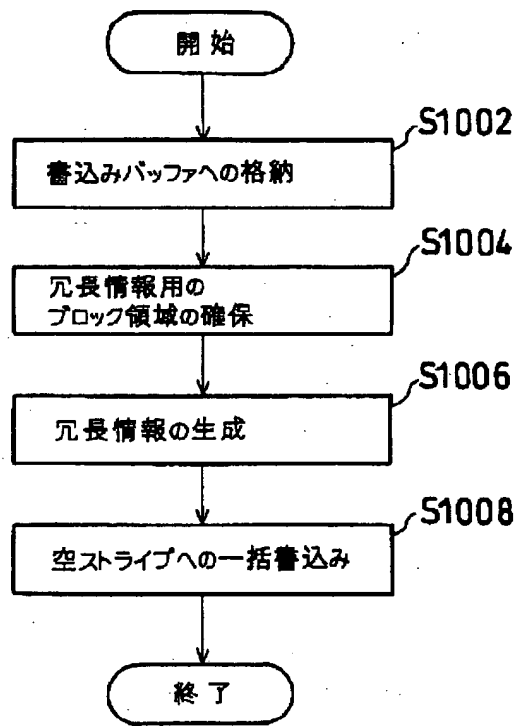 開始
S1002
書込みバッファへの格納
S1004
冗長情報用の
ブロック領域の確保
S1006
冗長情報の生成
S1008
空ストライプへの一括書込み
終了